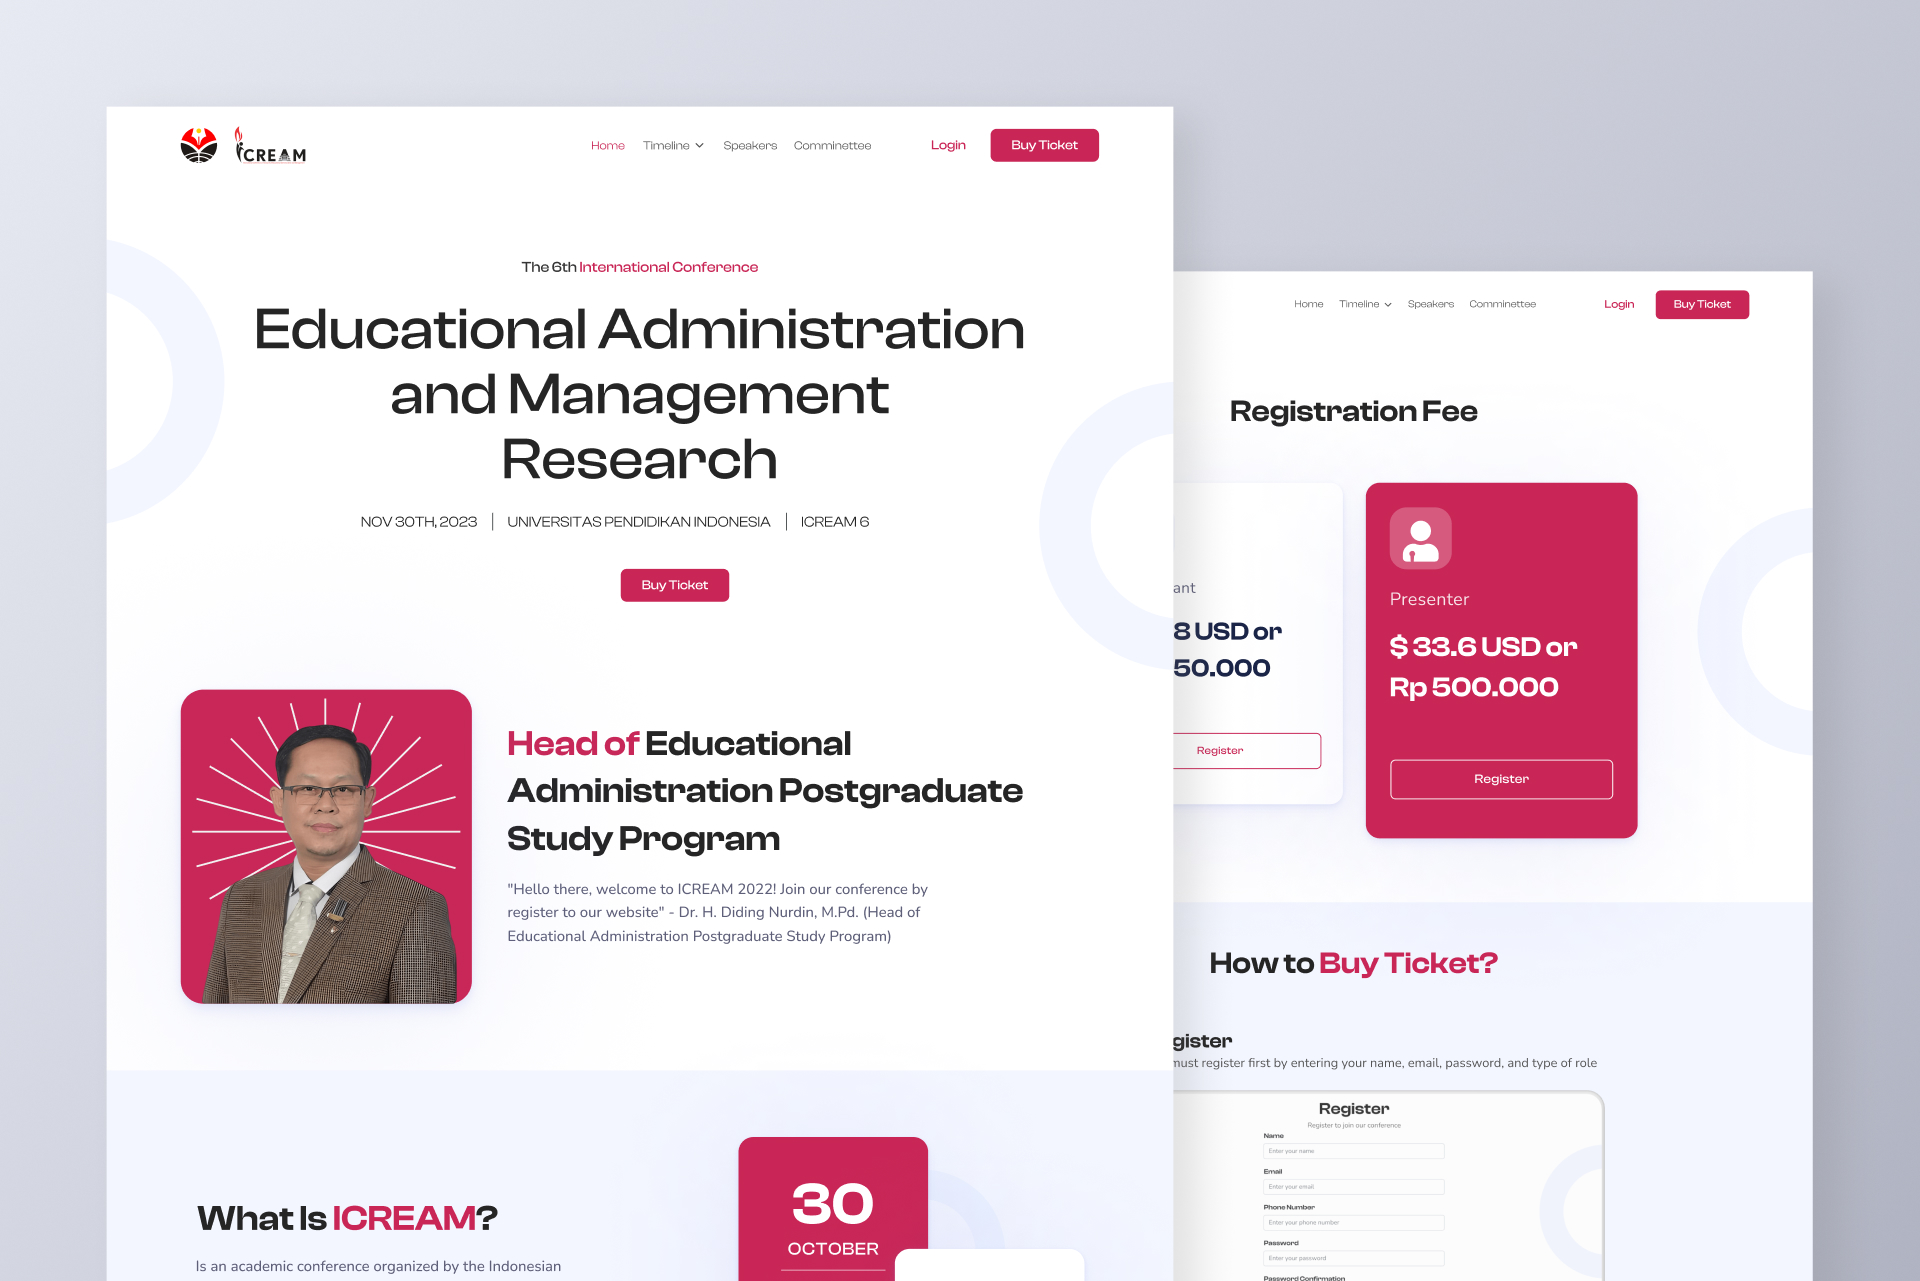 iCREAM
Home Timeline Speakers Comminettee Login Buy Ticket
The 6th International Conference
Educational Administration
and Management
Research
NOV 30TH, 2023 | UNIVERSITAS PENDIDIKAN INDONESIA | ICREAM 6
Buy Ticket
Head of Educational
Administration Postgraduate
Study Program
"Hello there, welcome to ICREAM 2022! Join our conference by
register to our website" - Dr. H. Diding Nurdin, M.Pd. (Head of
Educational Administration Postgraduate Study Program)
What Is ICREAM?
Is an academic conference organized by the Indonesian
30
OCTOBER
Home Timeline Speakers Comminettee Login Buy Ticket
Registration Fee
ant
8 USD or
50.000
Register
Presenter
$ 33.6 USD or
Rp 500.000
Register
How to Buy Ticket?
gister
must register first by entering your name, email, password, and type of role
Register
Register to join our conference
Name
Enter your name
Email
Enter your email
Phone Number
Enter your phone number
Password
Enter your password
Password Confirmation